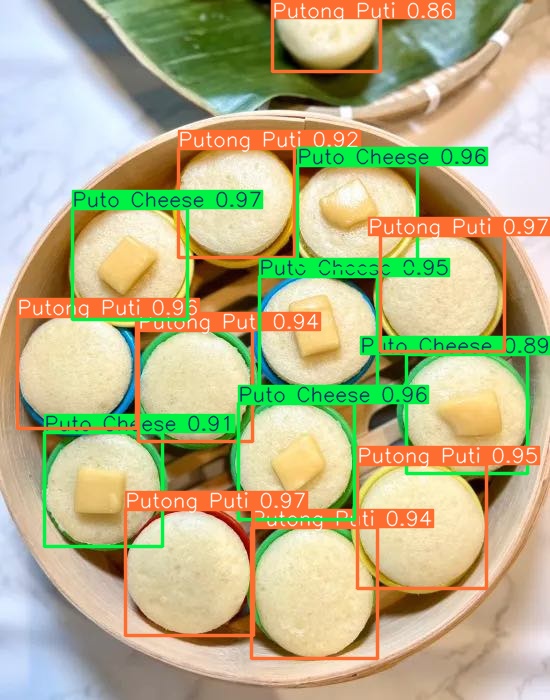 Putong Puti 0.86
Putong Puti 0.92
Puto Cheese 0.96
Puto Cheese 0.97
Putong Puti 0.97
Puto Cheese 0.95
Putong Puti 0.96
Putong Puti 0.94
Puto Cheese 0.89
Puto Cheese 0.96
Puto Cheese 0.91
Putong Puti 0.95
Putong Puti 0.97
Putong Puti 0.94